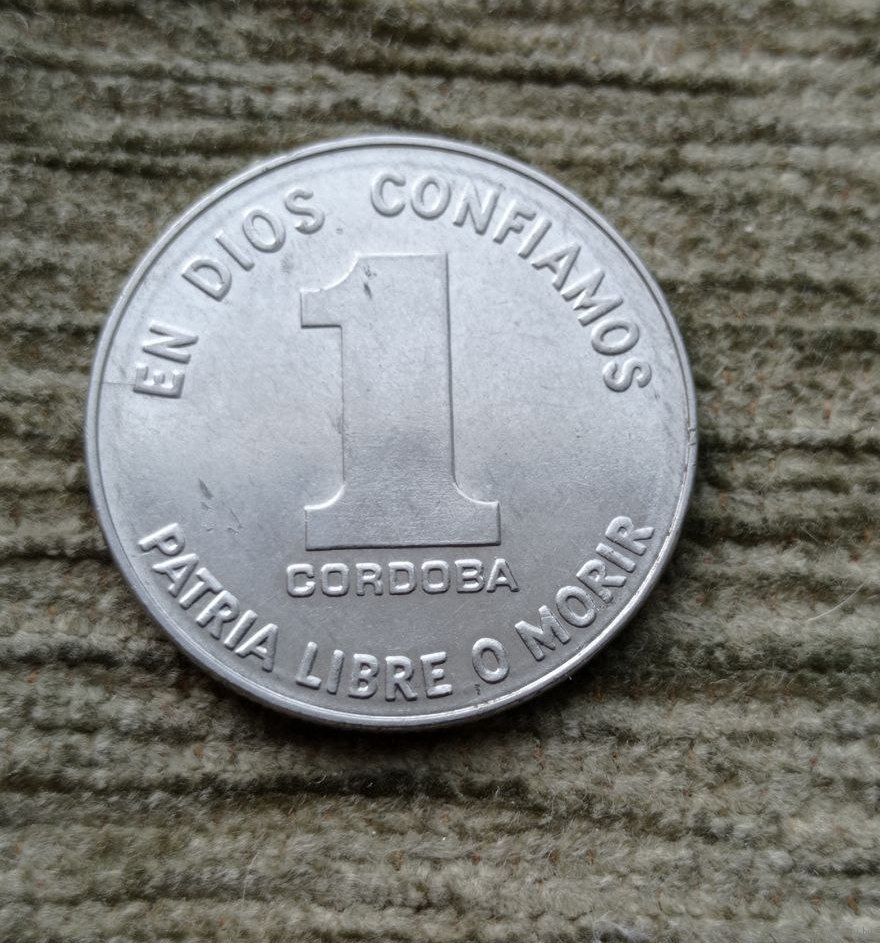 EN DIOS CONFIAMOS
1
CORDOBA
PATRIA LIBRE O MORIR